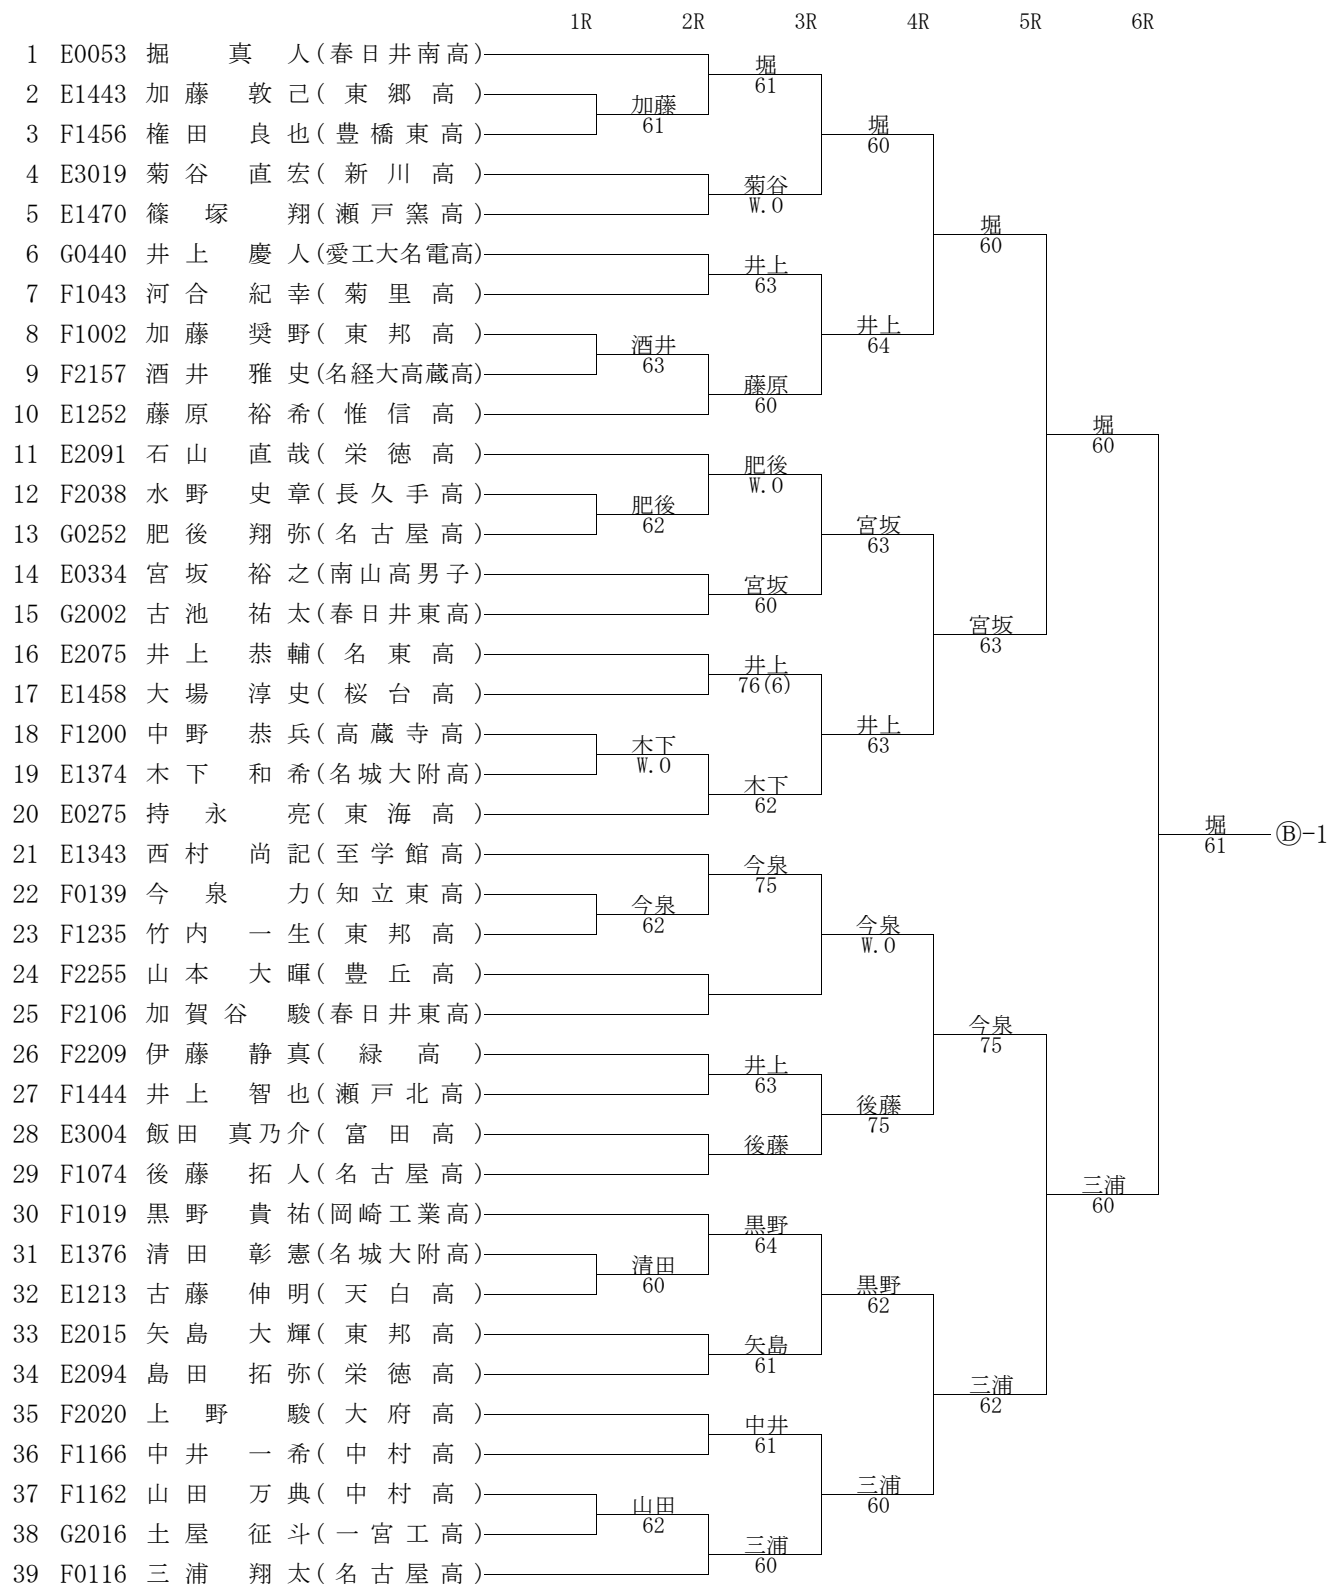 1R 2R 3R 4R 5R 6R
1 E0053 掘 真 人(春日井南高)
堀
61
2 E1443 加藤 敦己(東郷高)
加藤
61
3 F1456 権田 良也(豊橋東高)
堀
60
4 E3019 菊谷 直宏(新川高)
菊谷
W.O
5 E1470 篠塚 翔(瀬戸窯高)
堀
60
6 G0440 井上 慶人(愛工大名電高)
井上
63
7 F1043 河合 紀幸(菊里高)
8 F1002 加藤 奨野(東邦高)
井上
64
酒井
63
9 F2157 酒井 雅史(名経大高蔵高)
藤原
60
10 E1252 藤原 裕希(惟信高)
堀
60
11 E2091 石山 直哉(栄徳高)
肥後
W.O
12 F2038 水野 史章(長久手高)
肥後
62
13 G0252 肥後 翔弥(名古屋高)
宮坂
63
14 E0334 宮坂 裕之(南山高男子)
宮坂
60
15 G2002 古池 祐太(春日井東高)
宮坂
63
16 E2075 井上 恭輔(名東高)
井上
76(6)
17 E1458 大場 淳史(桜台高)
18 F1200 中野 恭兵(高蔵寺高)
井上
63
木下
W.O
19 E1374 木下 和希(名城大附高)
木下
62
20 E0275 持永 亮(東海高)
堀
61
Ⓑ-1
21 E1343 西村 尚記(至学館高)
今泉
75
22 F0139 今泉 力(知立東高)
今泉
62
23 F1235 竹内 一生(東邦高)
今泉
W.O
24 F2255 山本 大暉(豊丘高)
25 F2106 加賀谷 駿(春日井東高)
今泉
75
26 F2209 伊藤 静真(緑高)
井上
63
27 F1444 井上 智也(瀬戸北高)
後藤
75
28 E3004 飯田 真乃介(富田高)
後藤
29 F1074 後藤 拓人(名古屋高)
三浦
60
30 F1019 黒野 貴祐(岡崎工業高)
黒野
64
31 E1376 清田 彰憲(名城大附高)
清田
60
32 E1213 古藤 伸明(天白高)
黒野
62
33 E2015 矢島 大輝(東邦高)
矢島
61
34 E2094 島田 拓弥(栄徳高)
三浦
62
35 F2020 上野 駿(大府高)
中井
61
36 F1166 中井 一希(中村高)
37 F1162 山田 万典(中村高)
三浦
60
山田
62
38 G2016 土屋 征斗(一宮工高)
三浦
60
39 F0116 三浦 翔太(名古屋高)